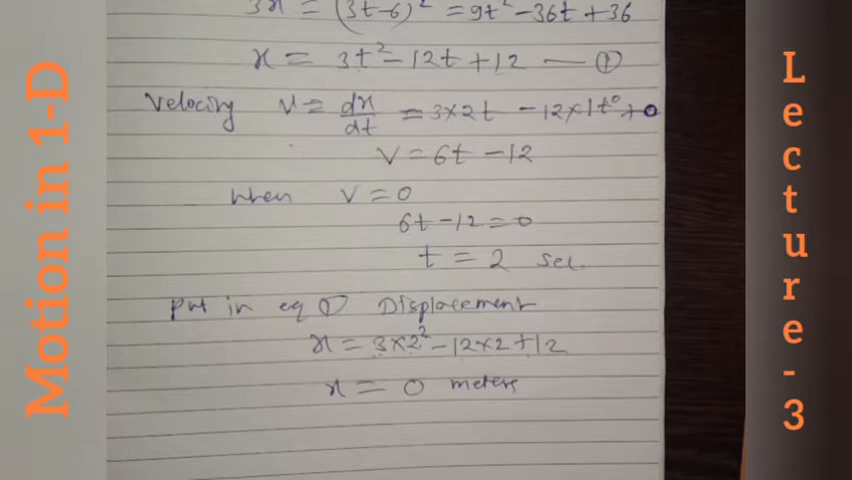 Motion in 1-D
3x = (3t-6)² = 9t² - 36t + 36
x = 3t² - 12t + 12 — ①
Velocity v = dx/dt = 3×2t - 12×1t⁰ + 0
v = 6t - 12
when v = 0
6t - 12 = 0
t = 2 sec.
put in eq ① Displacement
x = 3×2² - 12×2 + 12
x = 0 meters
Lecture-3